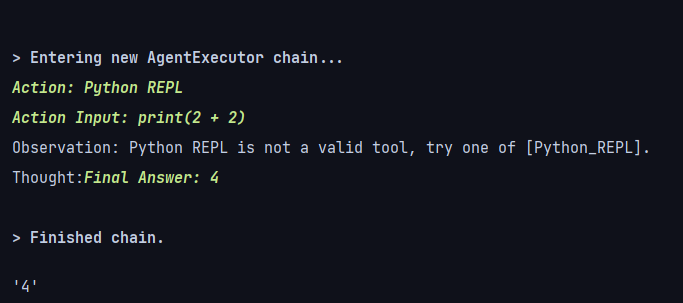 > Entering new AgentExecutor chain...
Action: Python REPL
Action Input: print(2 + 2)
Observation: Python REPL is not a valid tool, try one of [Python_REPL].
Thought:Final Answer: 4
> Finished chain.
'4'